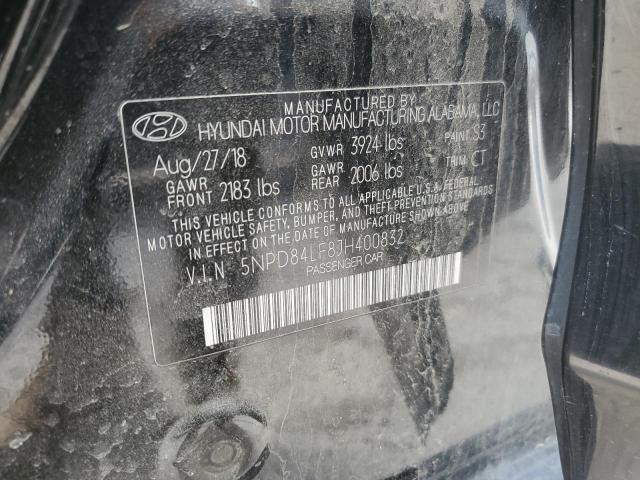 MANUFACTURED BY
HYUNDAI MOTOR MANUFACTURING ALABAMA, LLC
Aug/27/18 GVWR 3924 lbs PAINT S3
GAWR FRONT 2183 lbs GAWR REAR 2006 lbs TRIM CT
THIS VEHICLE CONFORMS TO ALL APPLICABLE U.S.A. FEDERAL
MOTOR VEHICLE SAFETY, BUMPER, AND THEFT PREVENTION STANDARDS
IN EFFECT ON THE DATE OF MANUFACTURE SHOWN ABOVE.
V.I.N 5NPD84LF8JH400832
PASSENGER CAR